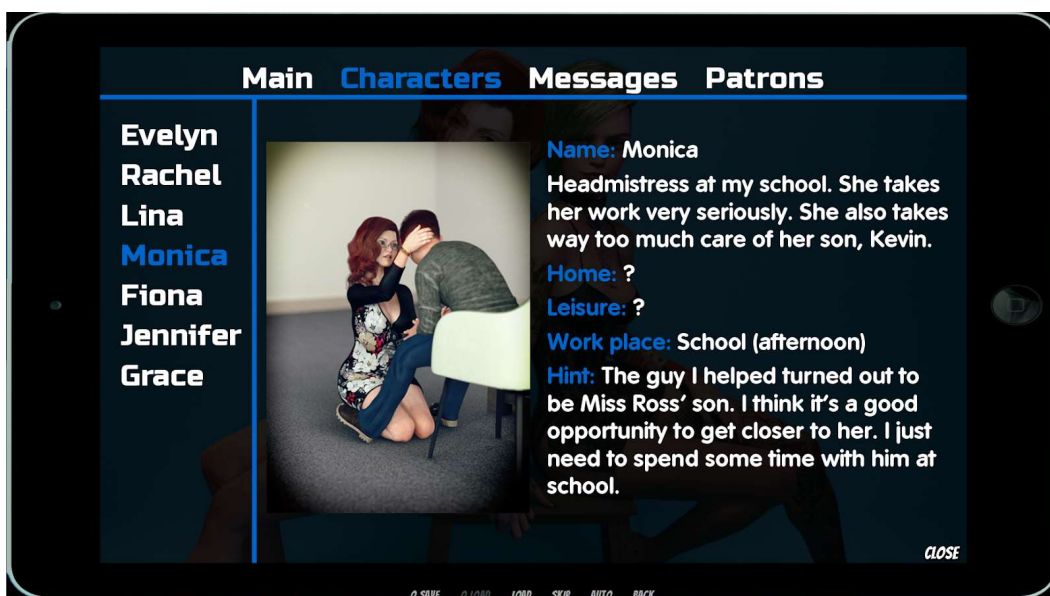 Main Characters Messages Patrons
Evelyn
Rachel
Lina
Monica
Fiona
Jennifer
Grace
Name: Monica
Headmistress at my school. She takes
her work very seriously. She also takes
way too much care of her son, Kevin.
Home: ?
Leisure: ?
Work place: School (afternoon)
Hint: The guy I helped turned out to
be Miss Ross’ son. I think it’s a good
opportunity to get closer to her. I just
need to spend some time with him at
school.
CLOSE
Q.SAVE Q.LOAD LOAD SKIP AUTO BACK